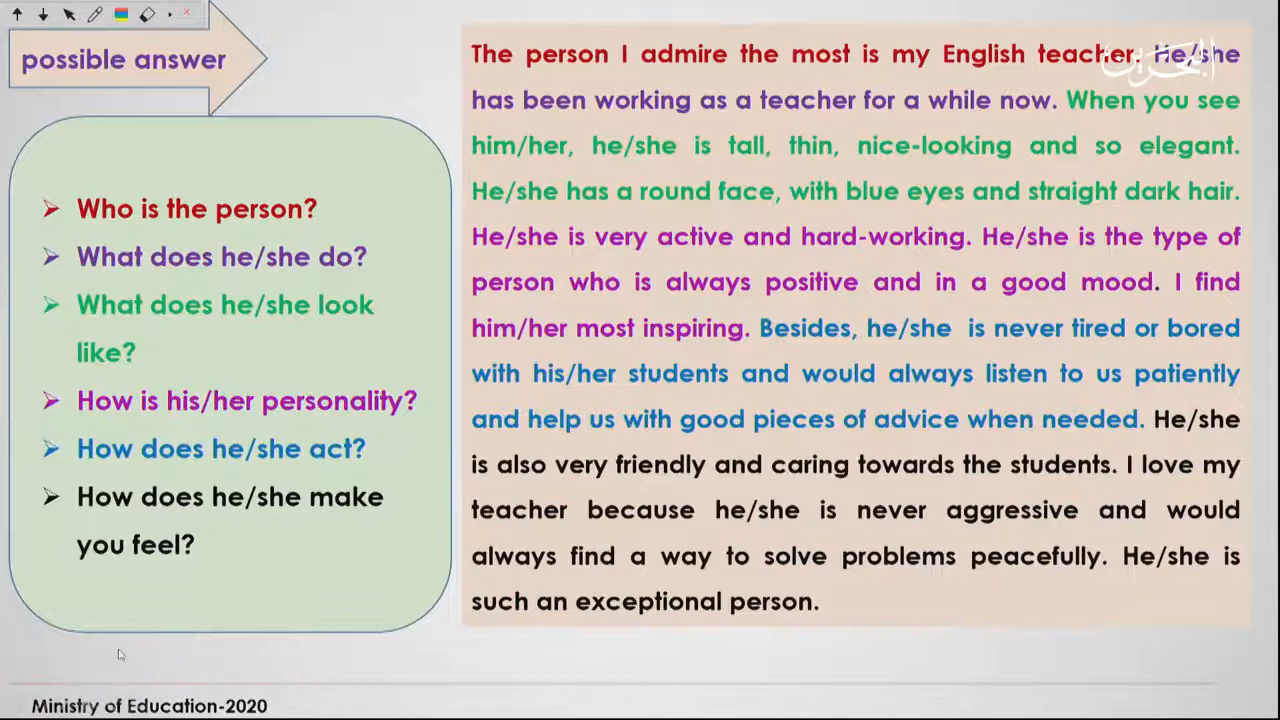 possible answer
Who is the person?
What does he/she do?
What does he/she look
like?
How is his/her personality?
How does he/she act?
How does he/she make
you feel?
The person I admire the most is my English teacher. He/she
has been working as a teacher for a while now. When you see
him/her, he/she is tall, thin, nice-looking and so elegant.
He/she has a round face, with blue eyes and straight dark hair.
He/she is very active and hard-working. He/she is the type of
person who is always positive and in a good mood. I find
him/her most inspiring. Besides, he/she is never tired or bored
with his/her students and would always listen to us patiently
and help us with good pieces of advice when needed. He/she
is also very friendly and caring towards the students. I love my
teacher because he/she is never aggressive and would
always find a way to solve problems peacefully. He/she is
such an exceptional person.
البحرين
Ministry of Education-2020